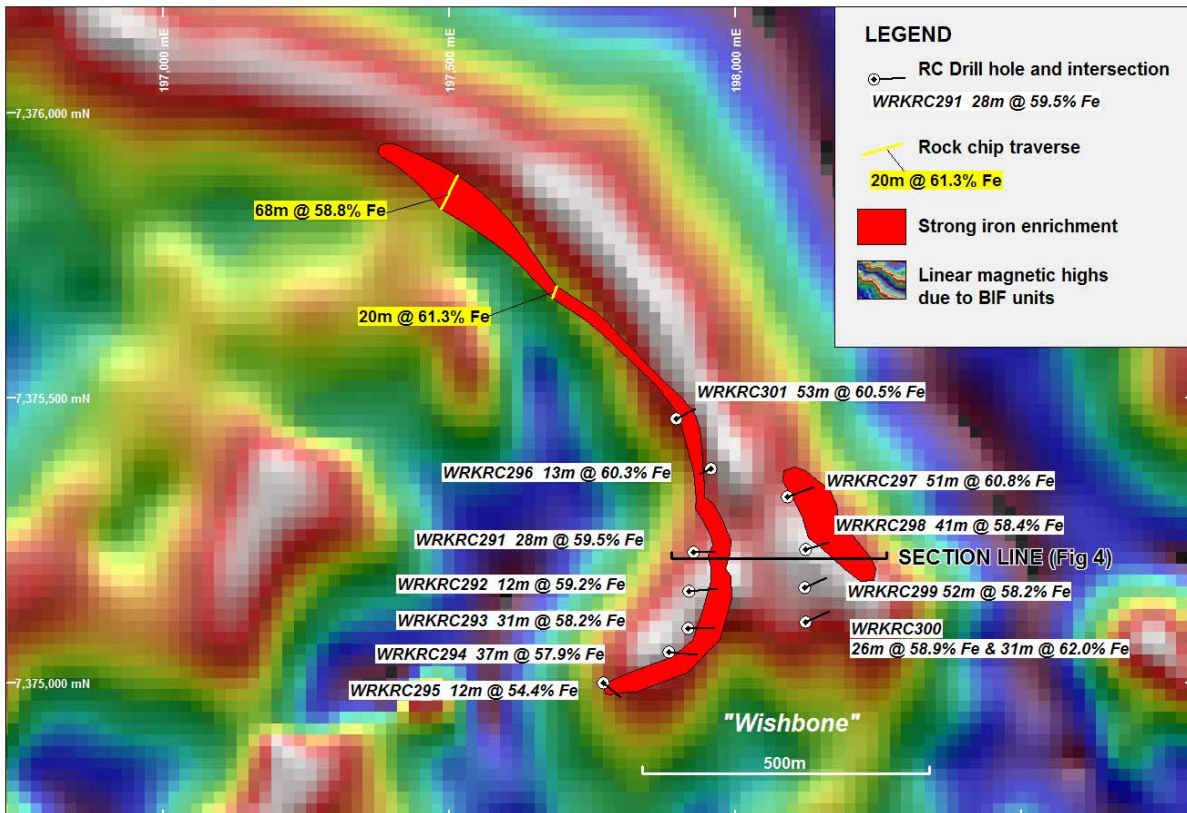 197,000 mE
197,500 mE
198,000 mE
LEGEND
RC Drill hole and intersection
WRKRC291 28m @ 59.5% Fe
Rock chip traverse
20m @ 61.3% Fe
Strong iron enrichment
Linear magnetic highs
due to BIF units
7,376,000 mN
68m @ 58.8% Fe
20m @ 61.3% Fe
7,375,500 mN
WRKRC301 53m @ 60.5% Fe
WRKRC296 13m @ 60.3% Fe
WRKRC297 51m @ 60.8% Fe
WRKRC298 41m @ 58.4% Fe
WRKRC291 28m @ 59.5% Fe
SECTION LINE (Fig 4)
WRKRC292 12m @ 59.2% Fe
WRKRC299 52m @ 58.2% Fe
WRKRC293 31m @ 58.2% Fe
WRKRC300
26m @ 58.9% Fe & 31m @ 62.0% Fe
WRKRC294 37m @ 57.9% Fe
7,375,000 mN
WRKRC295 12m @ 54.4% Fe
"Wishbone"
500m